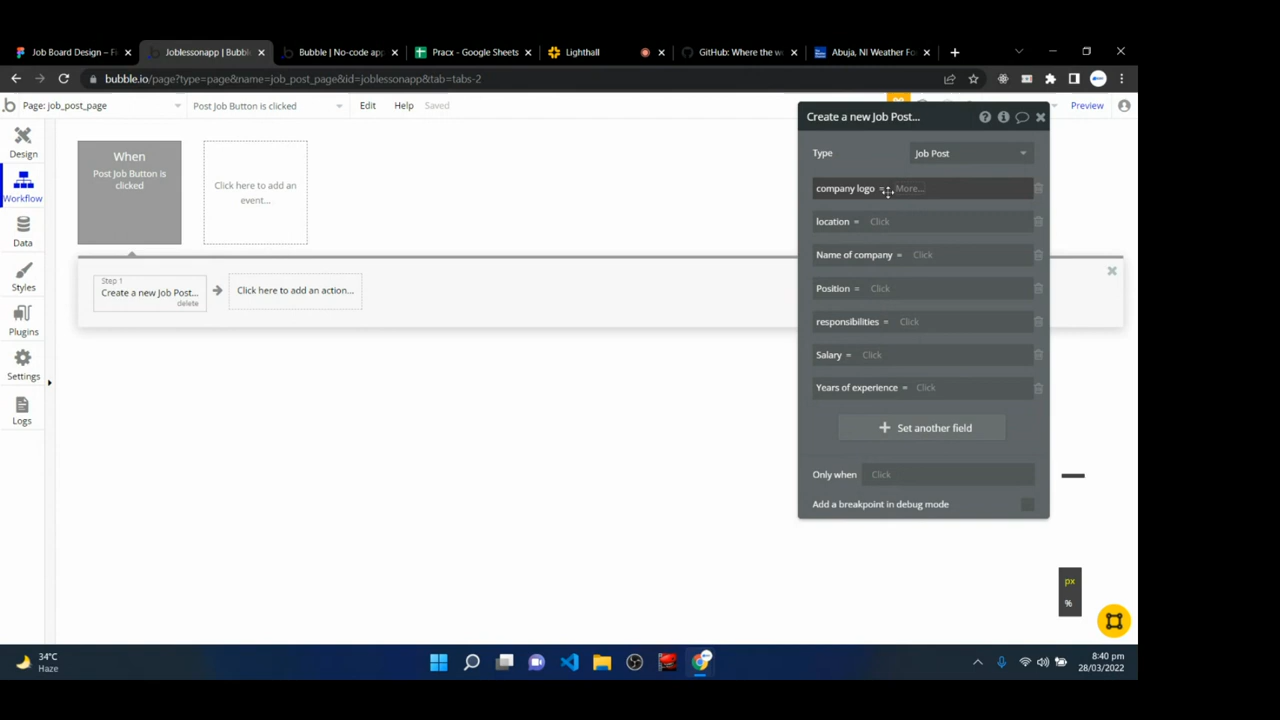 Job Board Design – F
Joblessonapp | Bubbl
Bubble | No-code app
Pracx - Google Sheets
Lighthall
GitHub: Where the w
Abuja, NI Weather Fo
bubble.io/page?type=page&name=job_post_page&id=joblessonapp&tab=tabs-2
Page: job_post_page
Post Job Button is clicked
Edit
Help
Saved
Preview
Design
Workflow
Data
Styles
Plugins
Settings
Logs
When
Post Job Button is
clicked
Click here to add an
event...
Step 1
Create a new Job Post...
delete
Click here to add an action...
Create a new Job Post...
Type
Job Post
company logo = More...
location = Click
Name of company = Click
Position = Click
responsibilities = Click
Salary = Click
Years of experience = Click
+ Set another field
Only when
Click
Add a breakpoint in debug mode
px
%
34°C
Haze
8:40 pm
28/03/2022